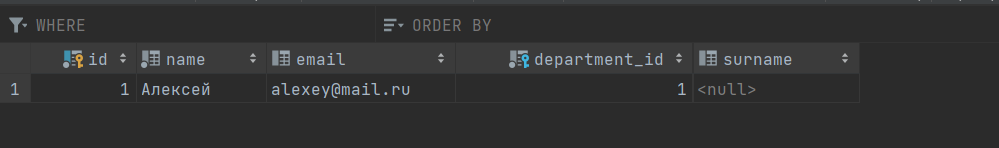 WHERE ORDER BY
id name email department_id surname
1 1 Алексей alexey@mail.ru 1 <null>